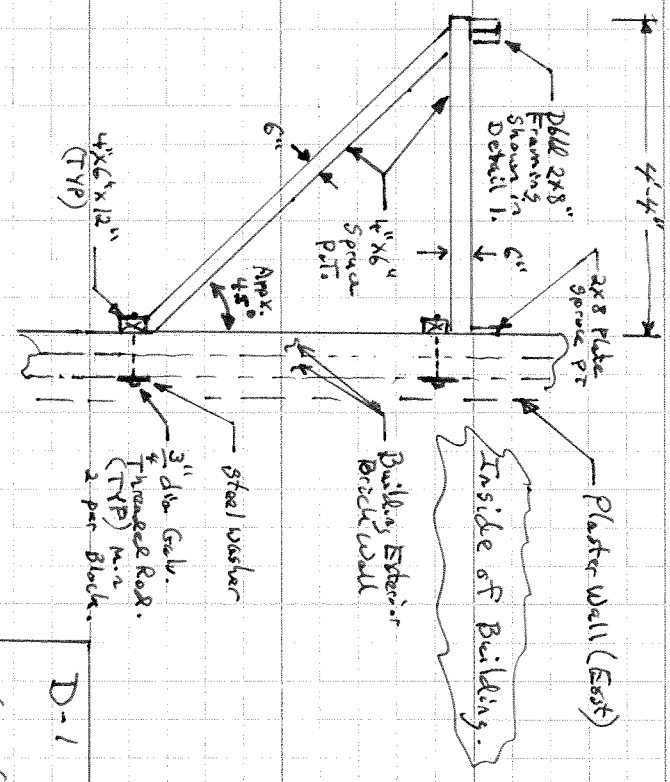 4'-4"
Dbld 2x8"
Framing
Shown in
Detail 1.
2x8 Plate
Spruce PT
6"
4"x6"
Spruce
P.T.
6"
Appx.
45°
4"x6"x12"
(TYP)
Plaster Wall (East)
Inside of Building.
Building Exterior
Brick Wall
Steel Washer
3/4" dia Galv.
Threaded Rod.
(TYP) Min
2 per Block.
D-1